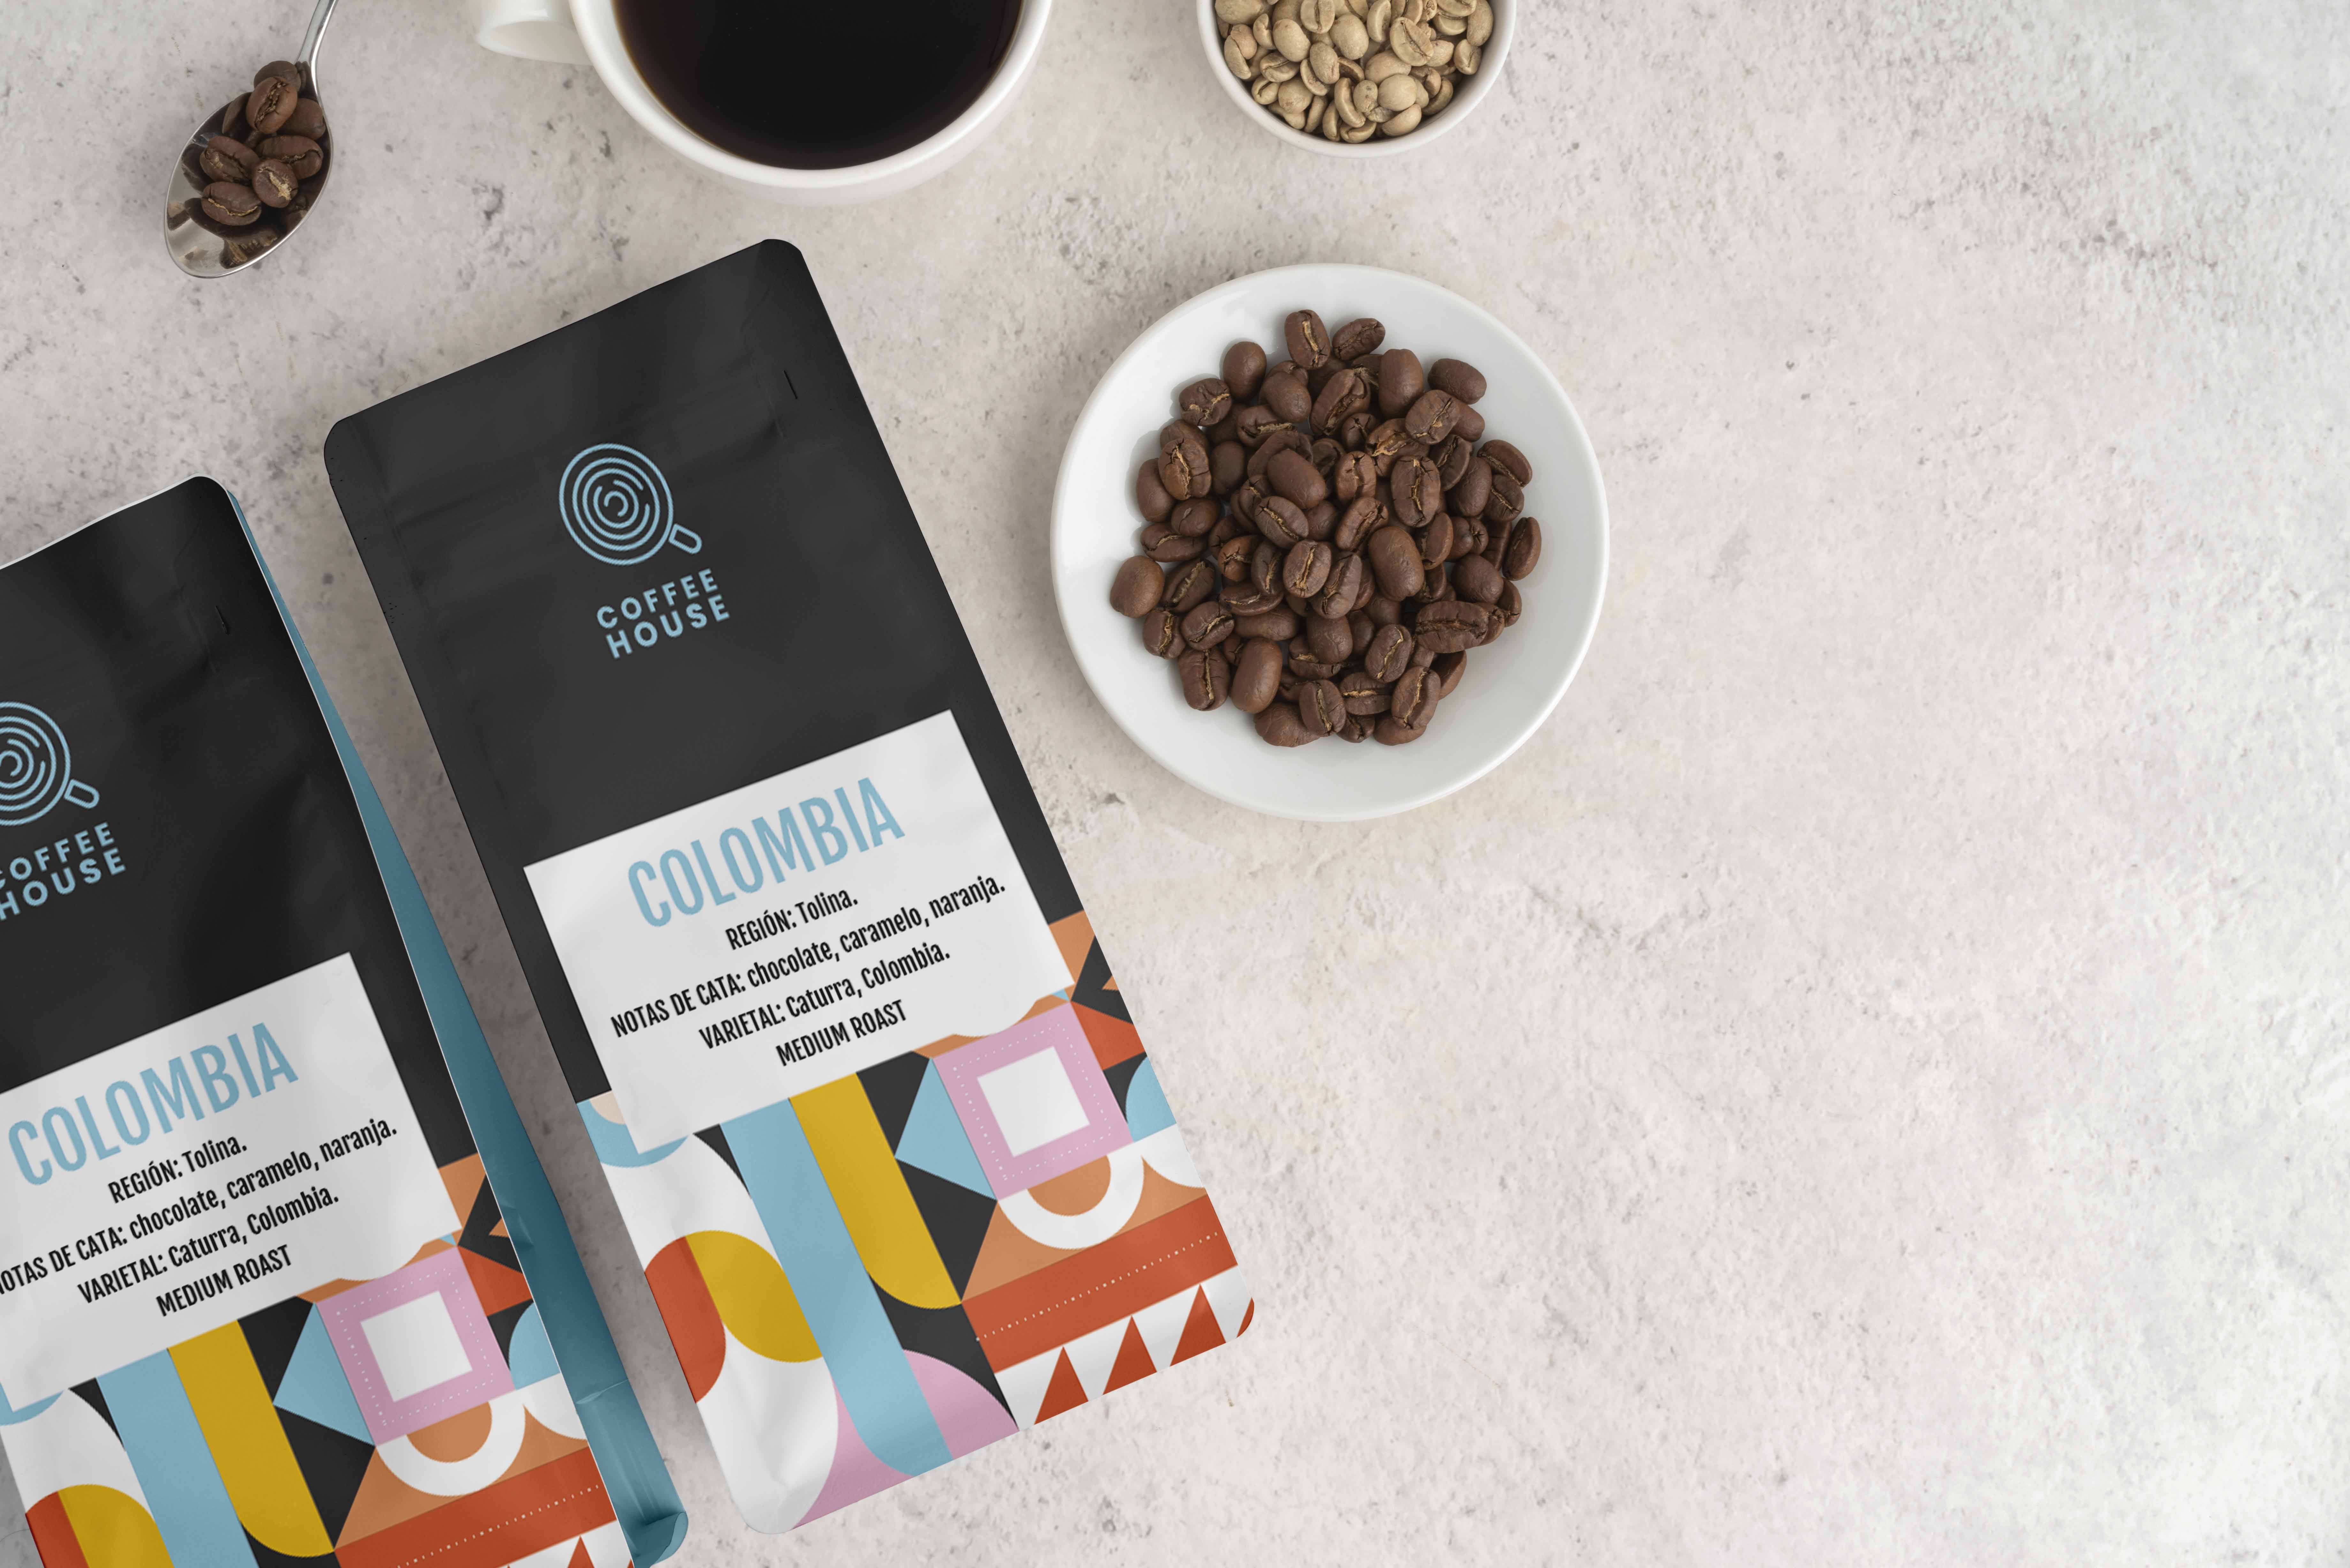 COFFEE
HOUSE
COLOMBIA
REGIÓN: Tolina.
NOTAS DE CATA: chocolate, caramelo, naranja.
VARIETAL: Caturra, Colombia.
MEDIUM ROAST
COFFEE
HOUSE
COLOMBIA
REGIÓN: Tolina.
NOTAS DE CATA: chocolate, caramelo, naranja.
VARIETAL: Caturra, Colombia.
MEDIUM ROAST